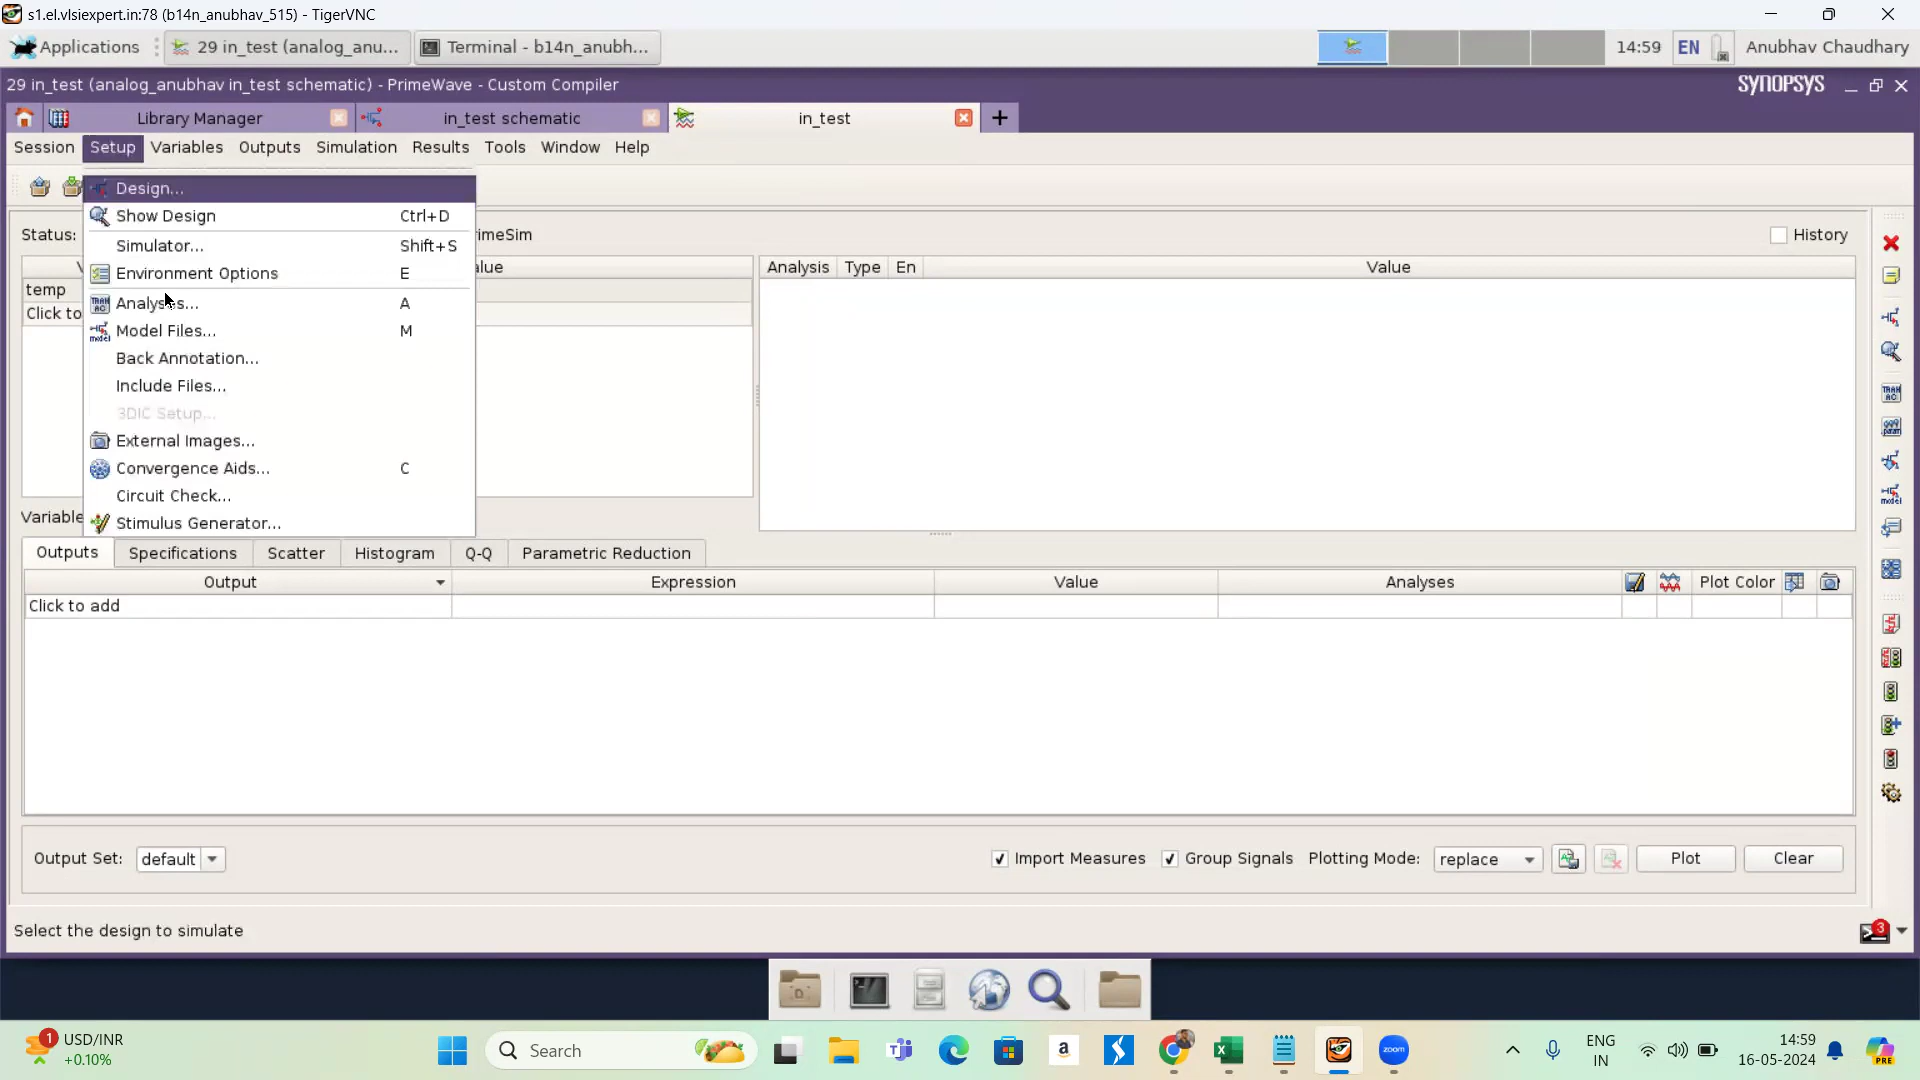 s1.el.vlsiexpert.in:78 (b14n_anubhav_515) - TigerVNC
Applications
29 in_test (analog_anu...
Terminal - b14n_anubh...
14:59
EN
Anubhav Chaudhary
29 in_test (analog_anubhav in_test schematic) - PrimeWave - Custom Compiler
SYNOPSYS
Library Manager
in_test schematic
in_test
Session Setup Variables Outputs Simulation Results Tools Window Help
Design...
Show Design Ctrl+D
Simulator... Shift+S
Environment Options E
Analyses... A
Model Files... M
Back Annotation...
Include Files...
3DIC Setup...
External Images...
Convergence Aids... C
Circuit Check...
Stimulus Generator...
Status:
imeSim
History
V
alue
Analysis Type En Value
temp
Click to
Variable
Outputs Specifications Scatter Histogram Q-Q Parametric Reduction
Output Expression Value Analyses Plot Color
Click to add
Output Set: default
Import Measures Group Signals Plotting Mode: replace Plot Clear
Select the design to simulate
3
1
USD/INR
+0.10%
Search
a
zoom
ENG
IN
14:59
16-05-2024
PRE